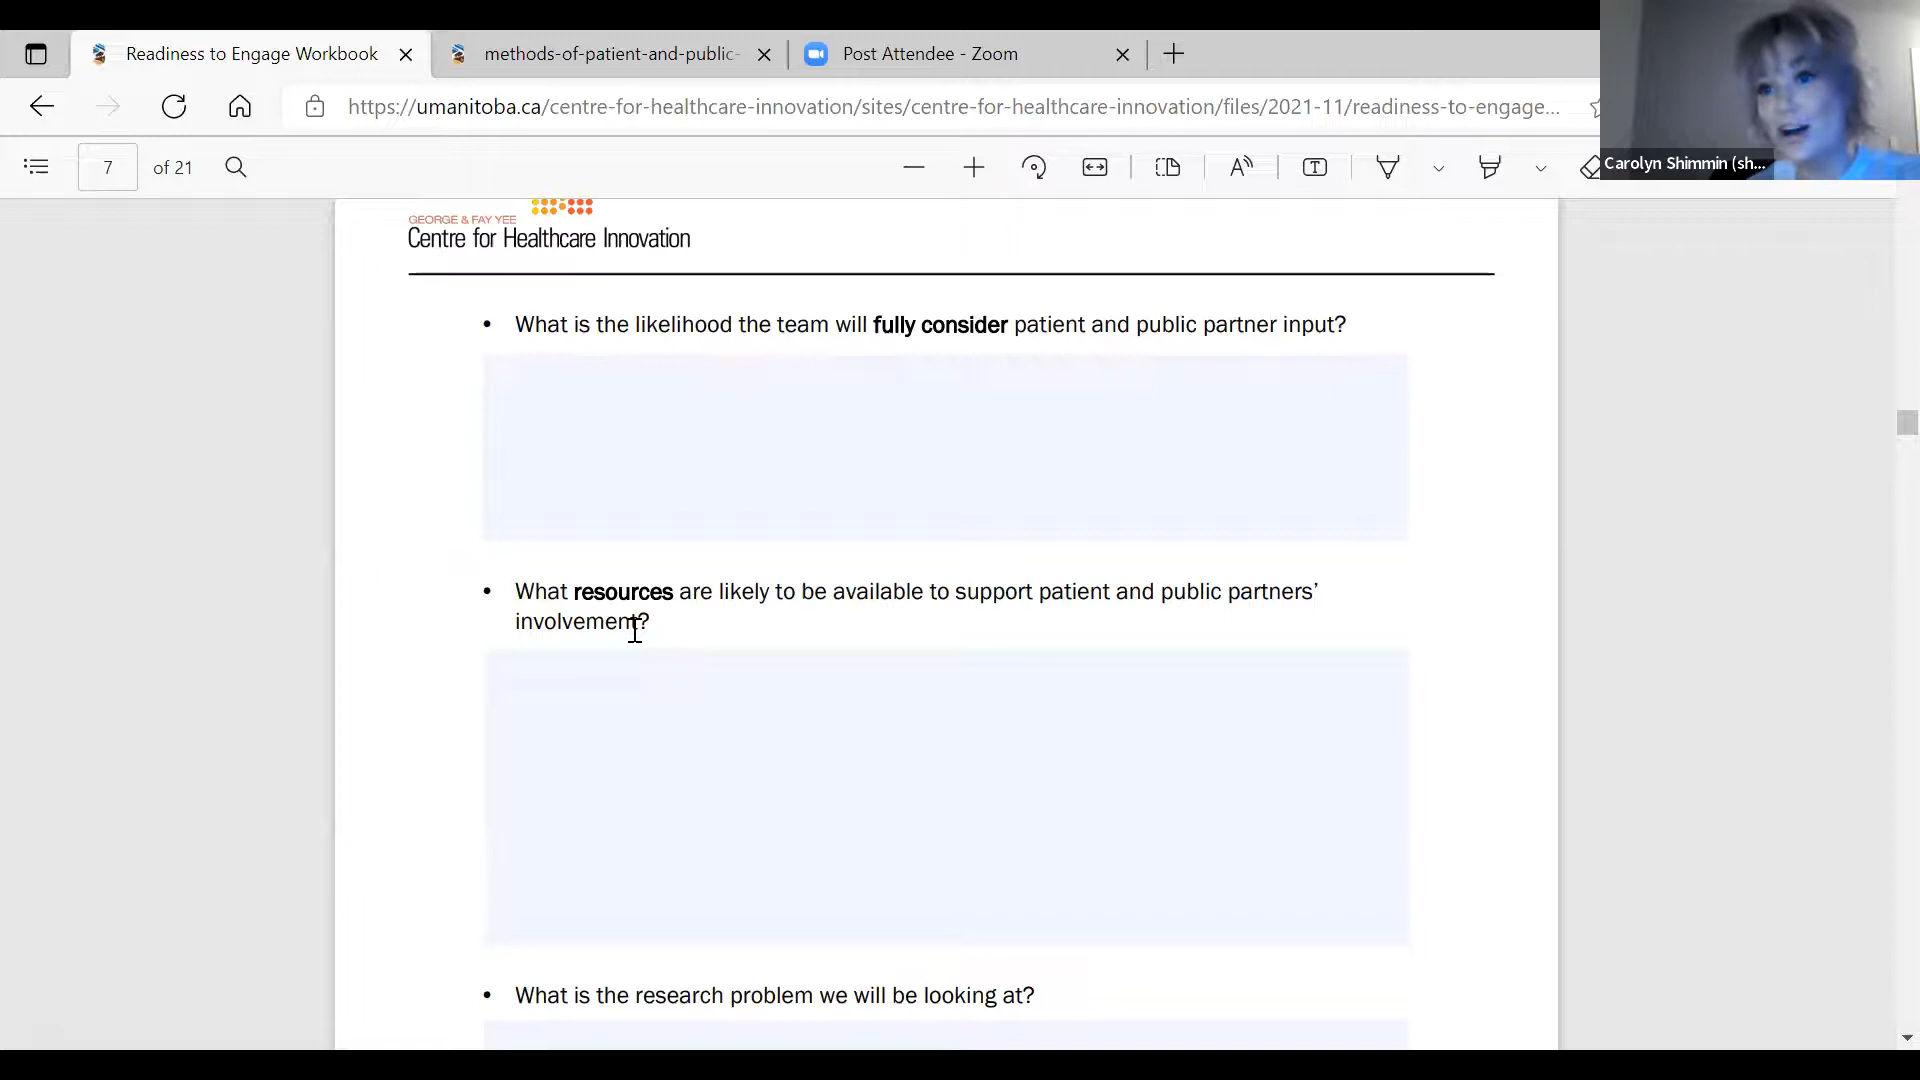 Readiness to Engage Workbook
methods-of-patient-and-public-
Post Attendee - Zoom
https://umanitoba.ca/centre-for-healthcare-innovation/sites/centre-for-healthcare-innovation/files/2021-11/readiness-to-engage...
7 of 21
Carolyn Shimmin (sh...
GEORGE & FAY YEE
Centre for Healthcare Innovation
• What is the likelihood the team will fully consider patient and public partner input?
• What resources are likely to be available to support patient and public partners’
involvement?
• What is the research problem we will be looking at?